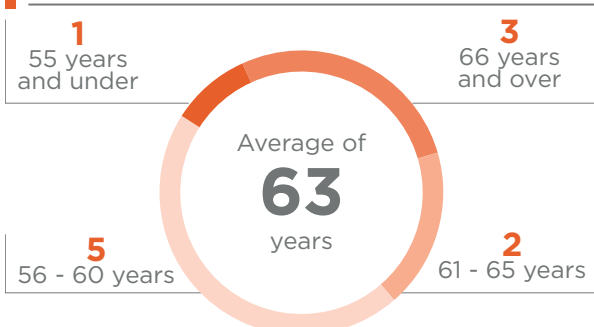 1
55 years
and under
3
66 years
and over
Average of
63
years
5
56 - 60 years
2
61 - 65 years